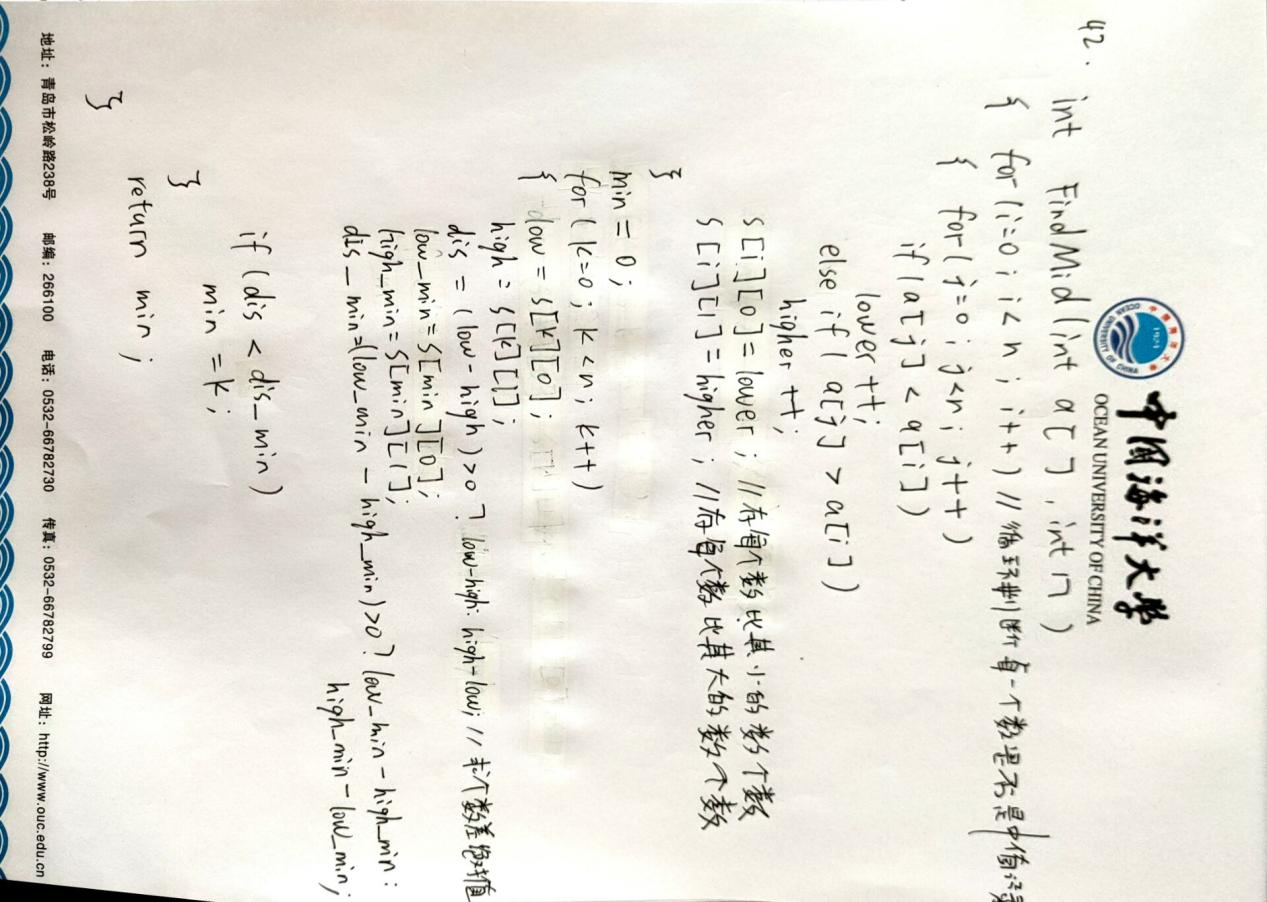 中国海洋大学
OCEAN UNIVERSITY OF CHINA
42. int FindMid(int a[], int n)
{ for(i=0; i<n; i++) //循环判断每一个数是不是中值记录
{ for(j=0; j<n; j++)
if(a[j] < a[i])
lower++;
else if(a[j] > a[i])
higher++;
S[i][0] = lower; //存每个数比其小的数个数
S[i][1] = higher; //存每个数比其大的数个数
}
min = 0;
for(k=0; k<n; k++)
{ low = S[k][0];
high = S[k][1];
dis = (low-high)>0? low-high: high-low; //求个数差绝对值
low_min = S[min][0];
high_min = S[min][1];
dis_min=(low_min - high_min)>0? low_min-high_min:
high_min-low_min;
if(dis < dis_min)
min = k;
}
return min;
}
地址：青岛市松岭路238号 邮编：266100 电话：0532-66782730 传真：0532-66782799 网址：http://www.ouc.edu.cn